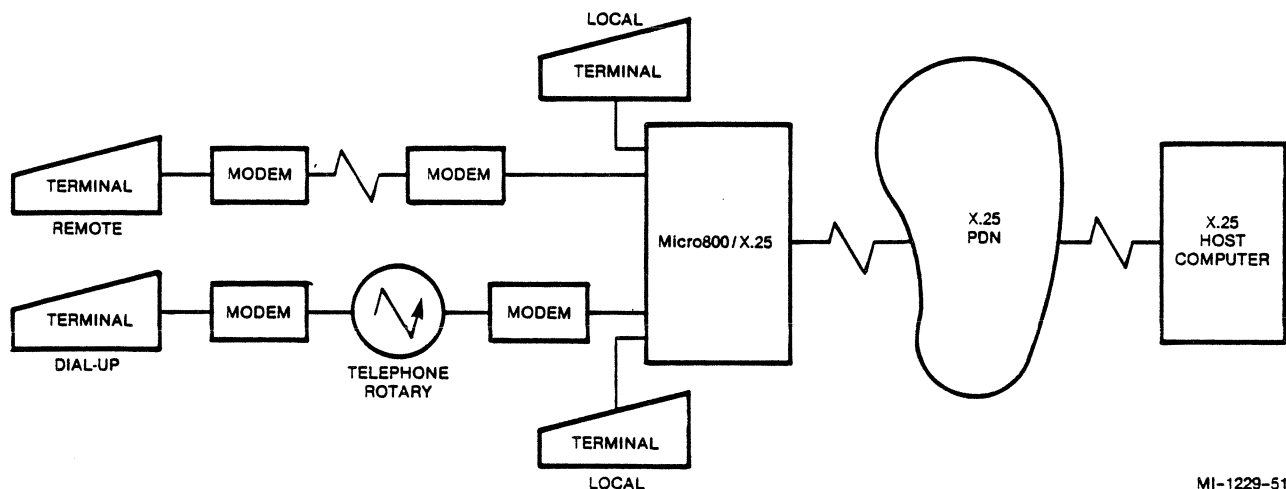 LOCAL
TERMINAL
TERMINAL
REMOTE
MODEM
MODEM
TERMINAL
DIAL-UP
MODEM
TELEPHONE
ROTARY
MODEM
TERMINAL
LOCAL
Micro800/X.25
X.25
PDN
X.25
HOST
COMPUTER
MI-1229-51